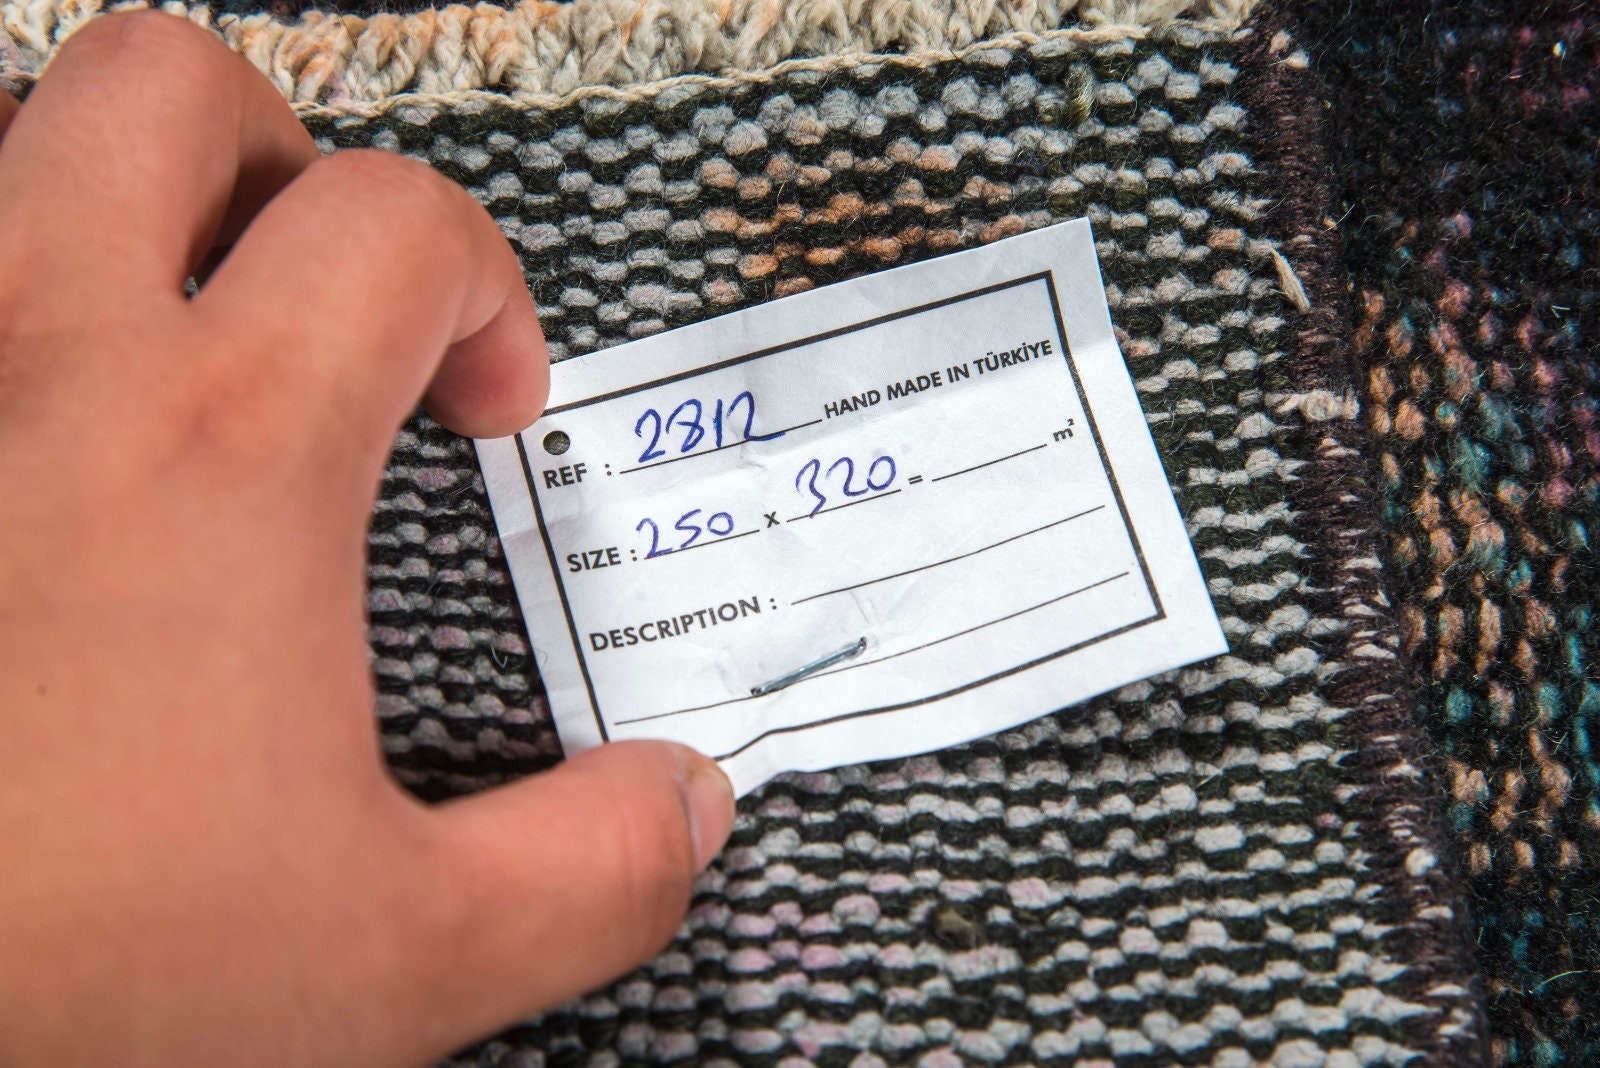 REF : 2812 HAND MADE IN TÜRKİYE
SIZE : 250 x 320 = m²
DESCRIPTION :